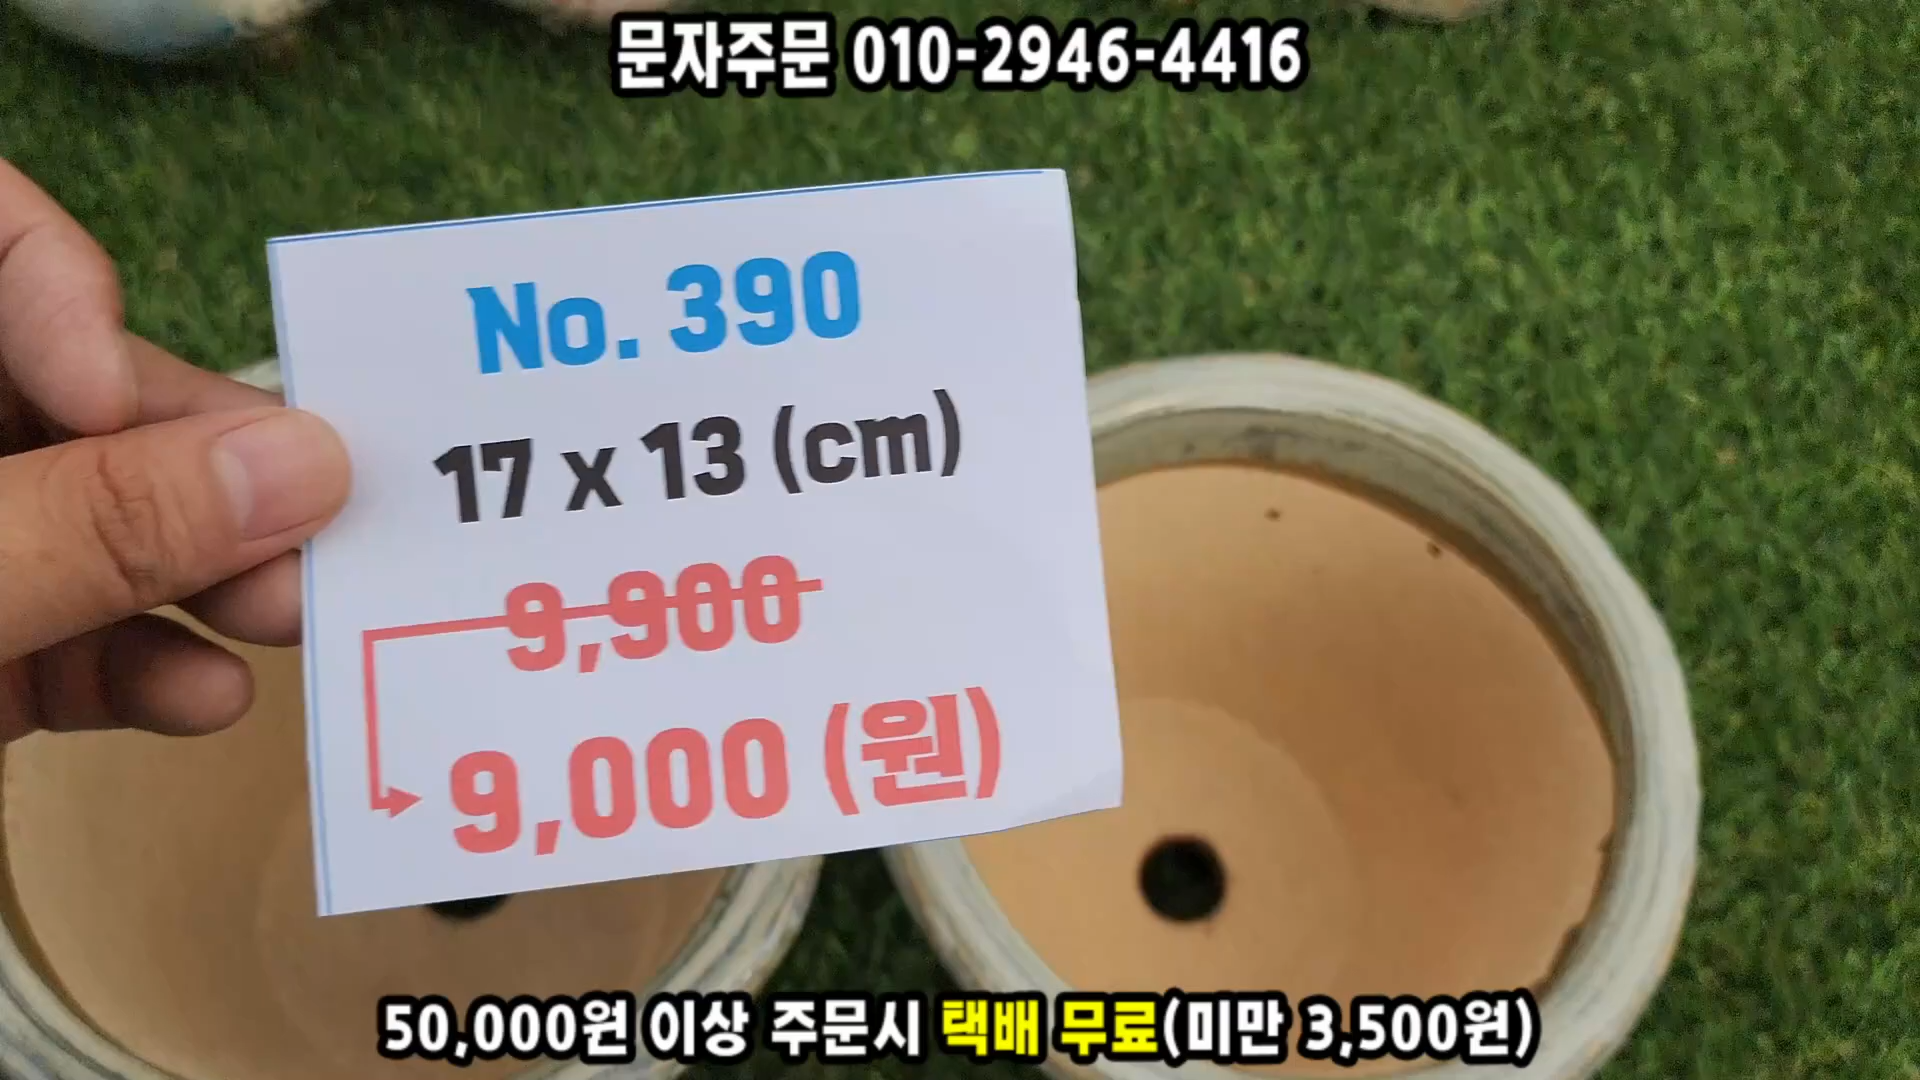 문자주문 010-2946-4416
No. 390
17 x 13 (cm)
9,900
9,000 (원)
50,000원 이상 주문시 택배 무료(미만 3,500원)